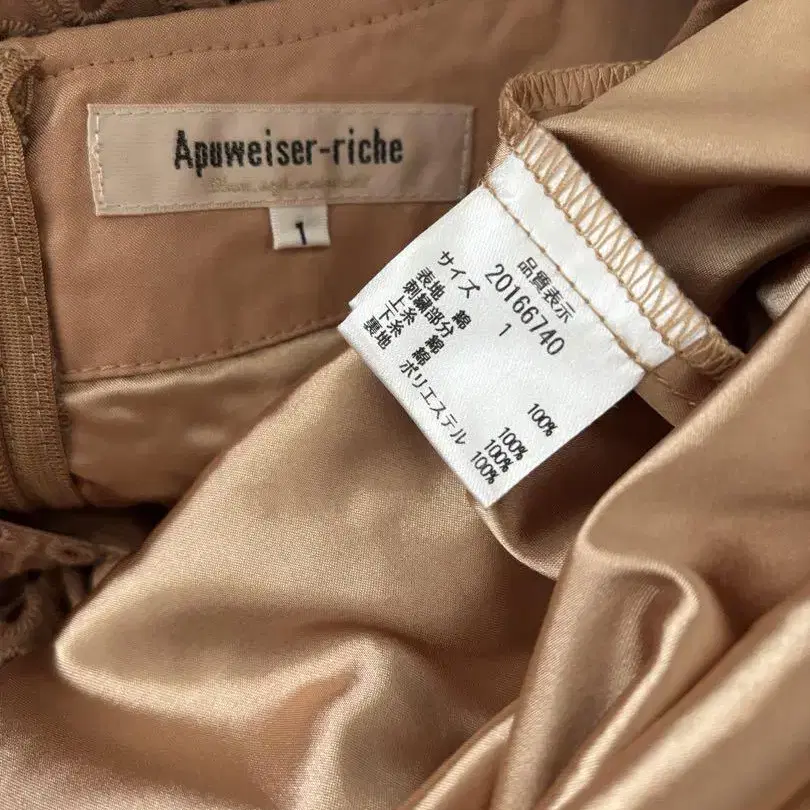 Apuweiser-riche
1
品質表示
20166740
サイズ 1
表地 綿 100%
刺繍部分
上糸 綿 100%
下糸 綿 100%
裏地 ポリエステル 100%